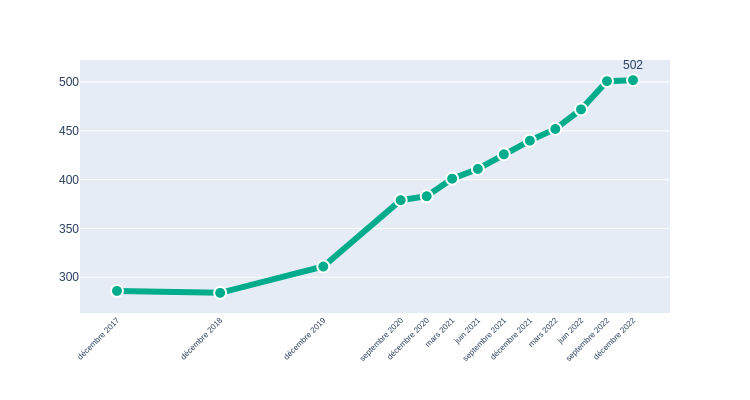 502
500
450
400
350
300
décembre 2017
décembre 2018
décembre 2019
septembre 2020
décembre 2020
mars 2021
juin 2021
septembre 2021
décembre 2021
mars 2022
juin 2022
septembre 2022
décembre 2022